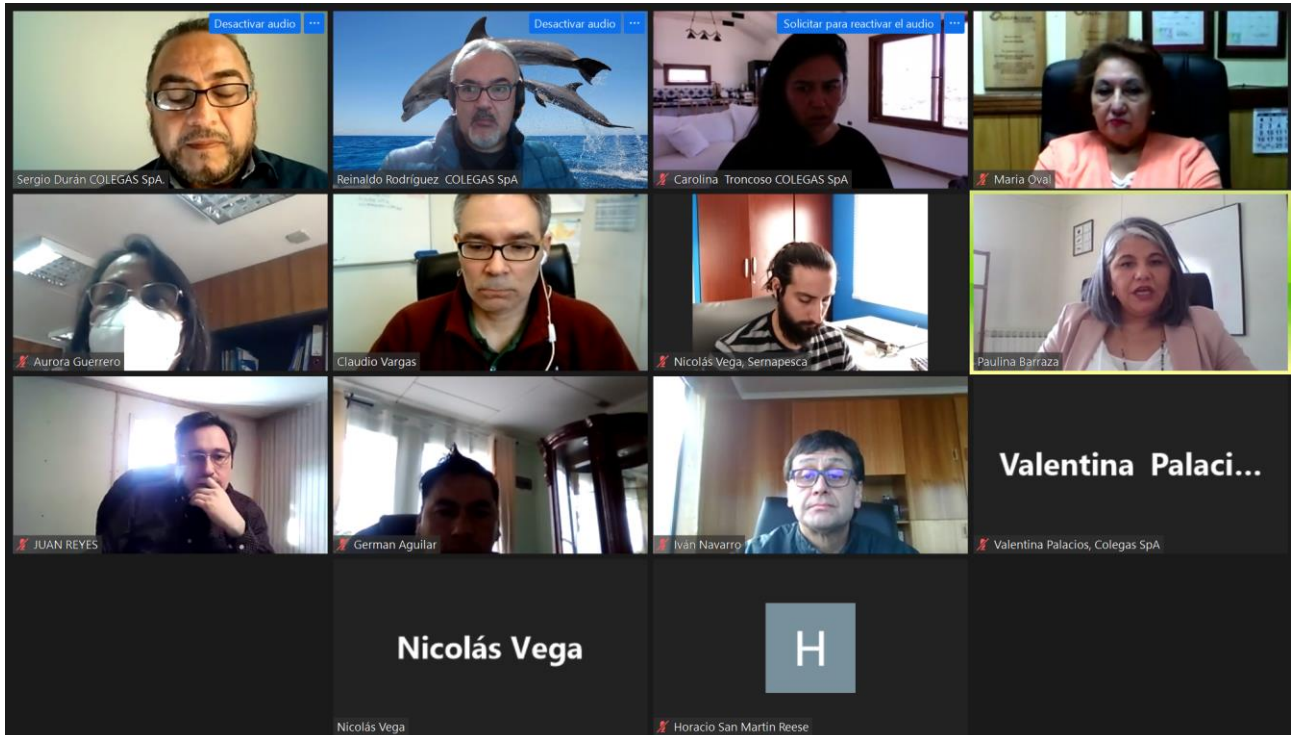 Desactivar audio ...
Desactivar audio ...
Solicitar para reactivar el audio ...
Sergio Durán COLEGAS SpA.
Reinaldo Rodríguez COLEGAS SpA
Carolina Troncoso COLEGAS SpA
Maria Oval
Aurora Guerrero
Claudio Vargas
Nicolás Vega, Sernapesca
Paulina Barraza
JUAN REYES
German Aguilar
Iván Navarro
Valentina Palaci...
Valentina Palacios, Colegas SpA
Nicolás Vega
Nicolás Vega
H
Horacio San Martin Reese